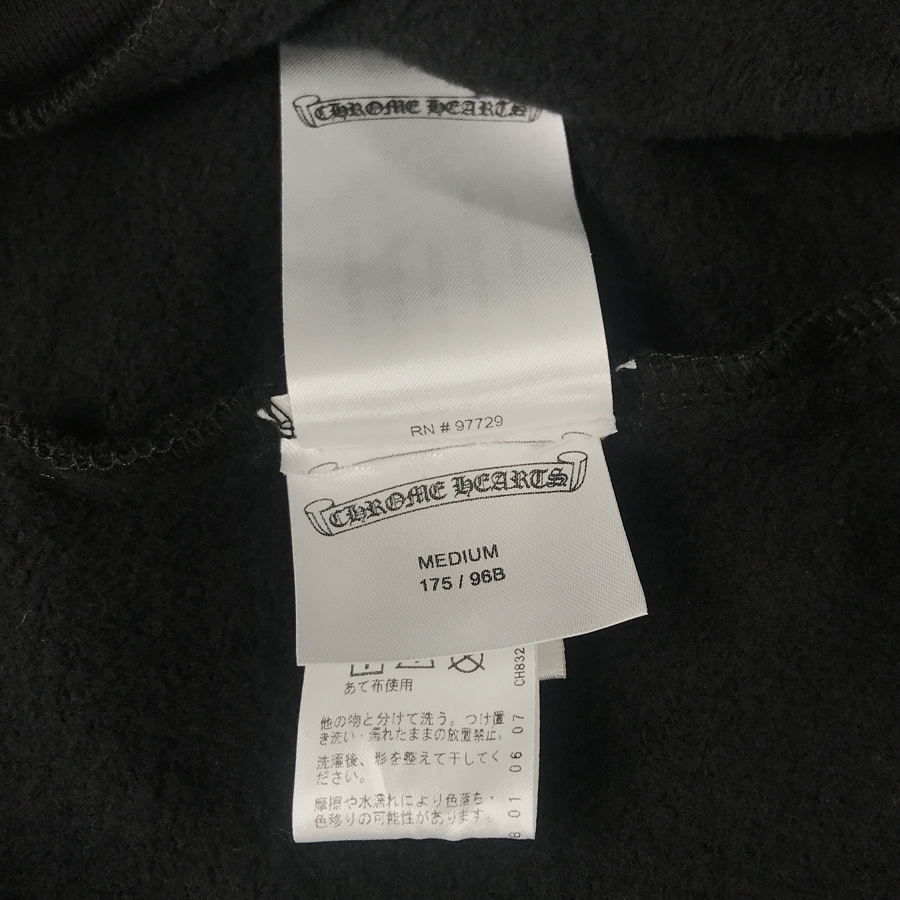 CHROME HEARTS
RN # 97729
CHROME HEARTS
MEDIUM
175 / 96B
あて布使用
他の物と分けて洗う。つけ置
き洗い・濡れたままの放置禁止。
洗濯後、形を整えて干してく
ださい。
摩擦や水濡れにより色落ち・
色移りの可能性があります。
CH832
01 06 07